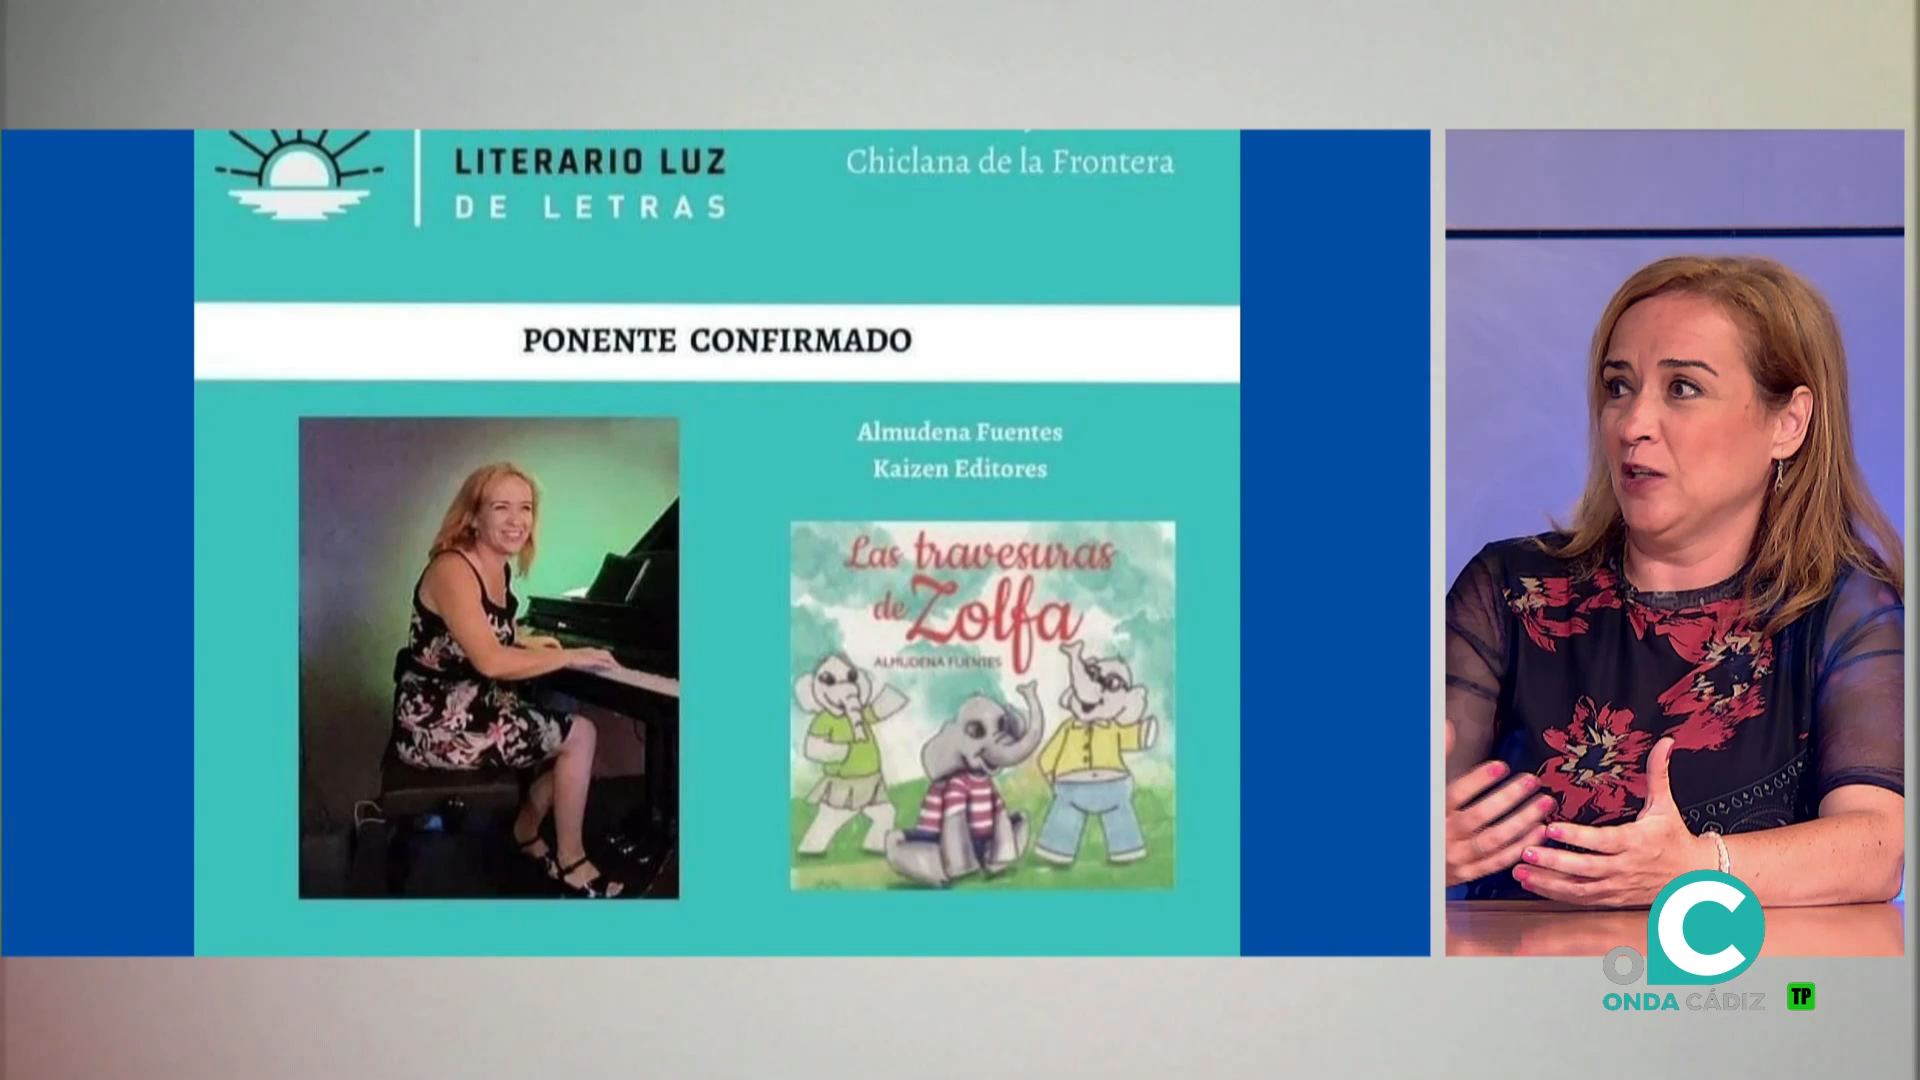 LITERARIO LUZ
DE LETRAS
Chiclana de la Frontera
PONENTE CONFIRMADO
Almudena Fuentes
Kaizen Editores
Las travesuras
de Zolfa
ALMUDENA FUENTES
OC
ONDA CÁDIZ
TP